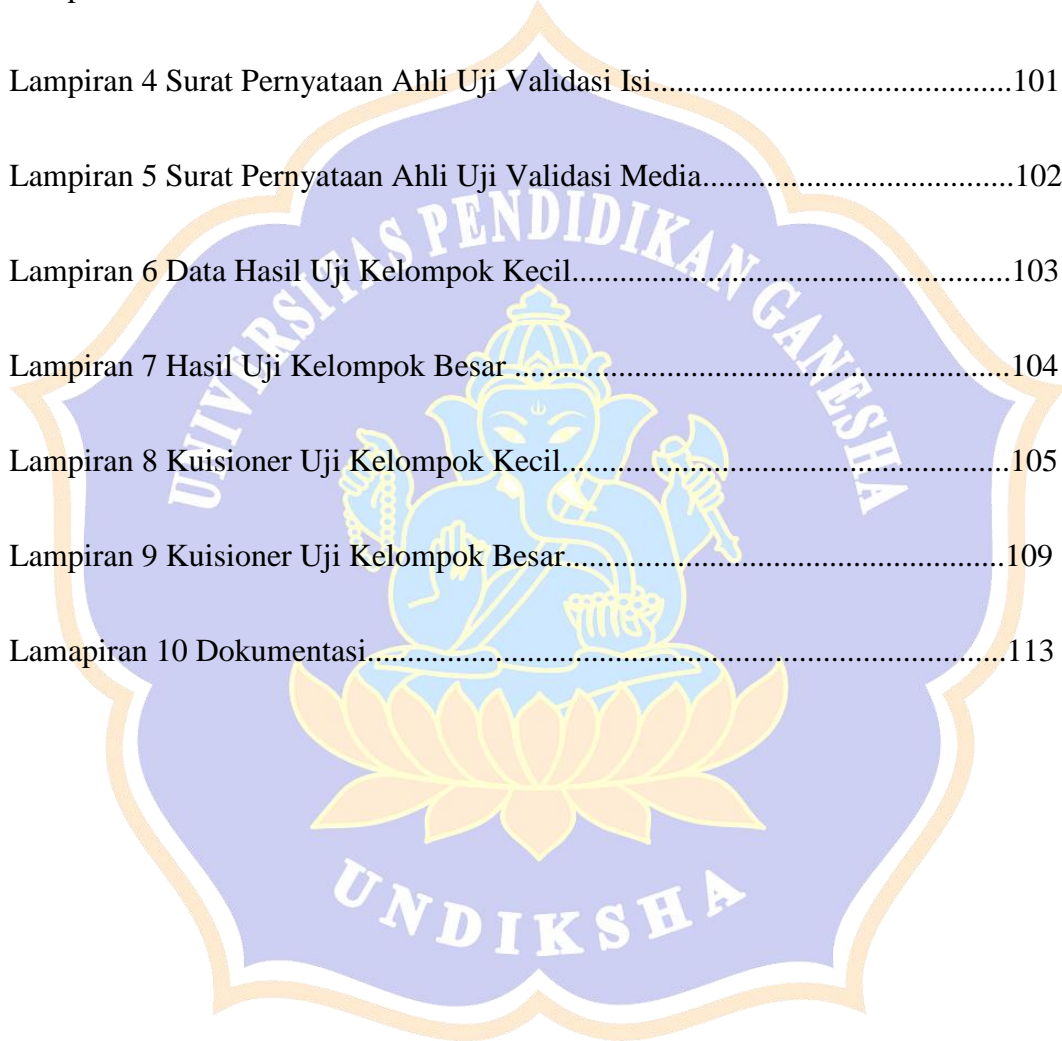 Lampiran 4 Surat Pernyataan Ahli Uji Validasi Isi............................................101
Lampiran 5 Surat Pernyataan Ahli Uji Validasi Media......................................102
Lampiran 6 Data Hasil Uji Kelompok Kecil.....................................................103
Lampiran 7 Hasil Uji Kelompok Besar ............................................................104
Lampiran 8 Kuisioner Uji Kelompok Kecil......................................................105
Lampiran 9 Kuisioner Uji Kelompok Besar.....................................................109
Lamapiran 10 Dokumentasi.............................................................................113
UNIVERSITAS PENDIDIKAN GANESHA
UNDIKSHA